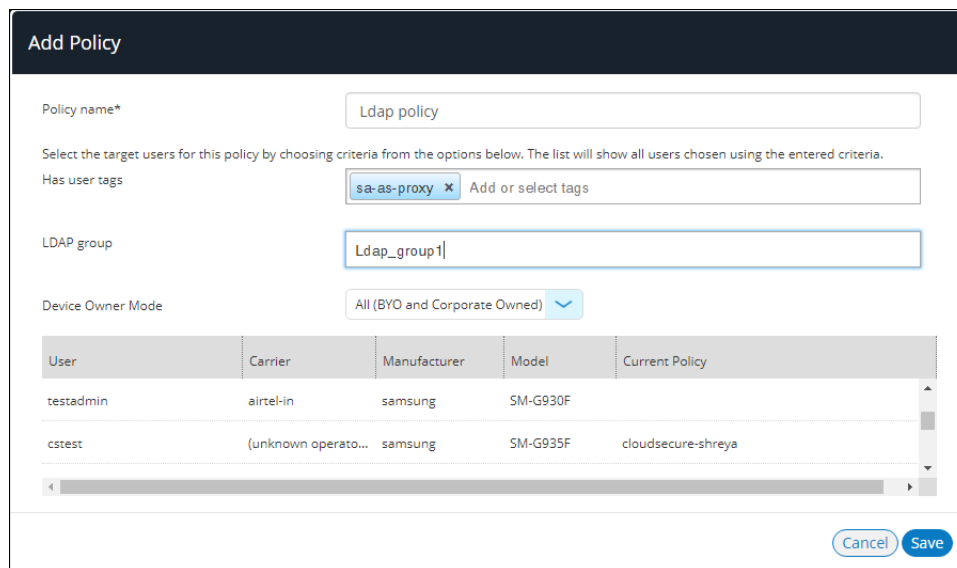 Add Policy
Policy name*
Ldap policy
Select the target users for this policy by choosing criteria from the options below. The list will show all users chosen using the entered criteria.
Has user tags
sa-as-proxy × Add or select tags
LDAP group
Ldap_group1
Device Owner Mode
All (BYO and Corporate Owned)
User Carrier Manufacturer Model Current Policy
testadmin airtel-in samsung SM-G930F
cstest (unknown operato... samsung SM-G935F cloudsecure-shreya
Cancel Save